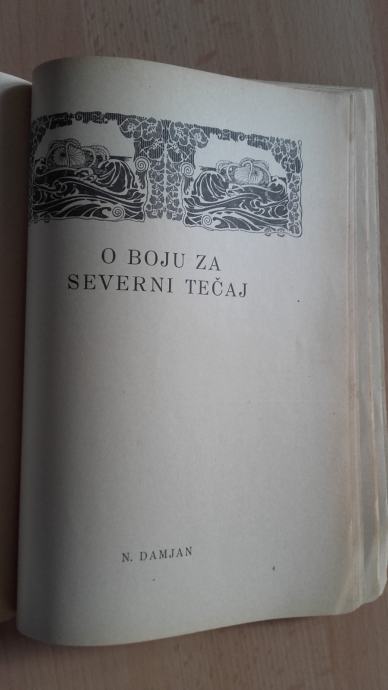 O BOJU ZA
SEVERNI TEČAJ
N. DAMJAN